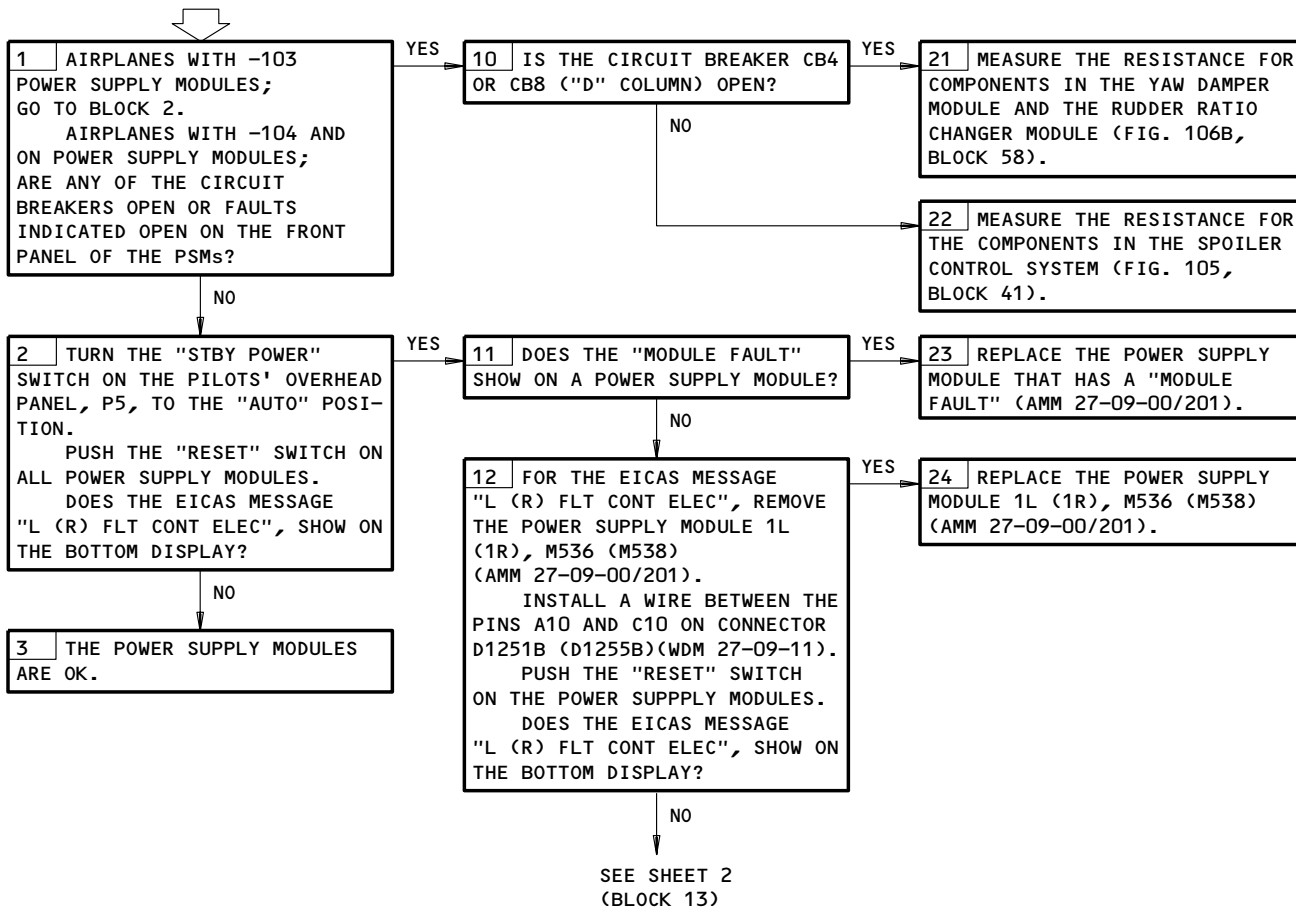 1 AIRPLANES WITH -103
POWER SUPPLY MODULES;
GO TO BLOCK 2.
AIRPLANES WITH -104 AND
ON POWER SUPPLY MODULES;
ARE ANY OF THE CIRCUIT
BREAKERS OPEN OR FAULTS
INDICATED OPEN ON THE FRONT
PANEL OF THE PSMs?
YES
10 IS THE CIRCUIT BREAKER CB4
OR CB8 ("D" COLUMN) OPEN?
YES
21 MEASURE THE RESISTANCE FOR
COMPONENTS IN THE YAW DAMPER
MODULE AND THE RUDDER RATIO
CHANGER MODULE (FIG. 106B,
BLOCK 58).
NO
22 MEASURE THE RESISTANCE FOR
THE COMPONENTS IN THE SPOILER
CONTROL SYSTEM (FIG. 105,
BLOCK 41).
NO
2 TURN THE "STBY POWER"
SWITCH ON THE PILOTS' OVERHEAD
PANEL, P5, TO THE "AUTO" POSI-
TION.
PUSH THE "RESET" SWITCH ON
ALL POWER SUPPLY MODULES.
DOES THE EICAS MESSAGE
"L (R) FLT CONT ELEC", SHOW ON
THE BOTTOM DISPLAY?
YES
11 DOES THE "MODULE FAULT"
SHOW ON A POWER SUPPLY MODULE?
YES
23 REPLACE THE POWER SUPPLY
MODULE THAT HAS A "MODULE
FAULT" (AMM 27-09-00/201).
NO
12 FOR THE EICAS MESSAGE
"L (R) FLT CONT ELEC", REMOVE
THE POWER SUPPLY MODULE 1L
(1R), M536 (M538)
(AMM 27-09-00/201).
INSTALL A WIRE BETWEEN THE
PINS A10 AND C10 ON CONNECTOR
D1251B (D1255B)(WDM 27-09-11).
PUSH THE "RESET" SWITCH
ON THE POWER SUPPPLY MODULES.
DOES THE EICAS MESSAGE
"L (R) FLT CONT ELEC", SHOW ON
THE BOTTOM DISPLAY?
YES
24 REPLACE THE POWER SUPPLY
MODULE 1L (1R), M536 (M538)
(AMM 27-09-00/201).
NO
3 THE POWER SUPPLY MODULES
ARE OK.
NO
SEE SHEET 2
(BLOCK 13)